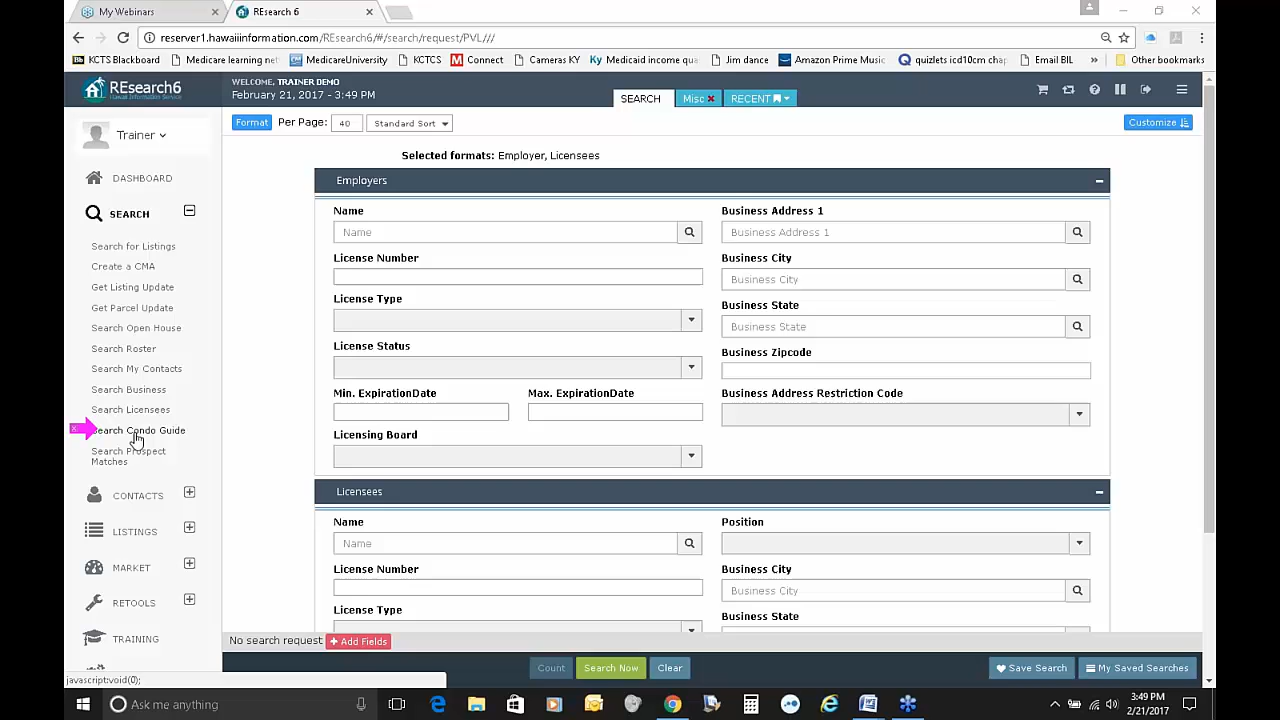 My Webinars
REsearch 6
reserver1.hawaiiinformation.com/REsearch6/#/search/request/PVL///
Bb KCTS Blackboard
Medicare learning net
MedicareUniversity
KCTCS
M Connect
Cameras KY
Ky Medicaid income qua
Jim dance
Amazon Prime Music
quizlets icd10cm chap
Email BIL
»
Other bookmarks
REsearch6
Hawaii Information Service
WELCOME, TRAINER DEMO
February 21, 2017 - 3:49 PM
SEARCH
Misc
RECENT
Trainer
Format
Per Page:
40
Standard Sort
Customize
Selected formats: Employer, Licensees
DASHBOARD
SEARCH
Search for Listings
Create a CMA
Get Listing Update
Get Parcel Update
Search Open House
Search Roster
Search My Contacts
Search Business
Search Licensees
earch Condo Guide
Search Prospect
Matches
CONTACTS
LISTINGS
MARKET
RETOOLS
TRAINING
Employers
Name
Name
License Number
License Type
License Status
Min. ExpirationDate
Max. ExpirationDate
Licensing Board
Business Address 1
Business Address 1
Business City
Business City
Business State
Business State
Business Zipcode
Business Address Restriction Code
Licensees
Name
Name
License Number
License Type
Position
Business City
Business City
Business State
No search request
+ Add Fields
Count
Search Now
Clear
Save Search
My Saved Searches
javascript:void(0);
Ask me anything
3:49 PM
2/21/2017